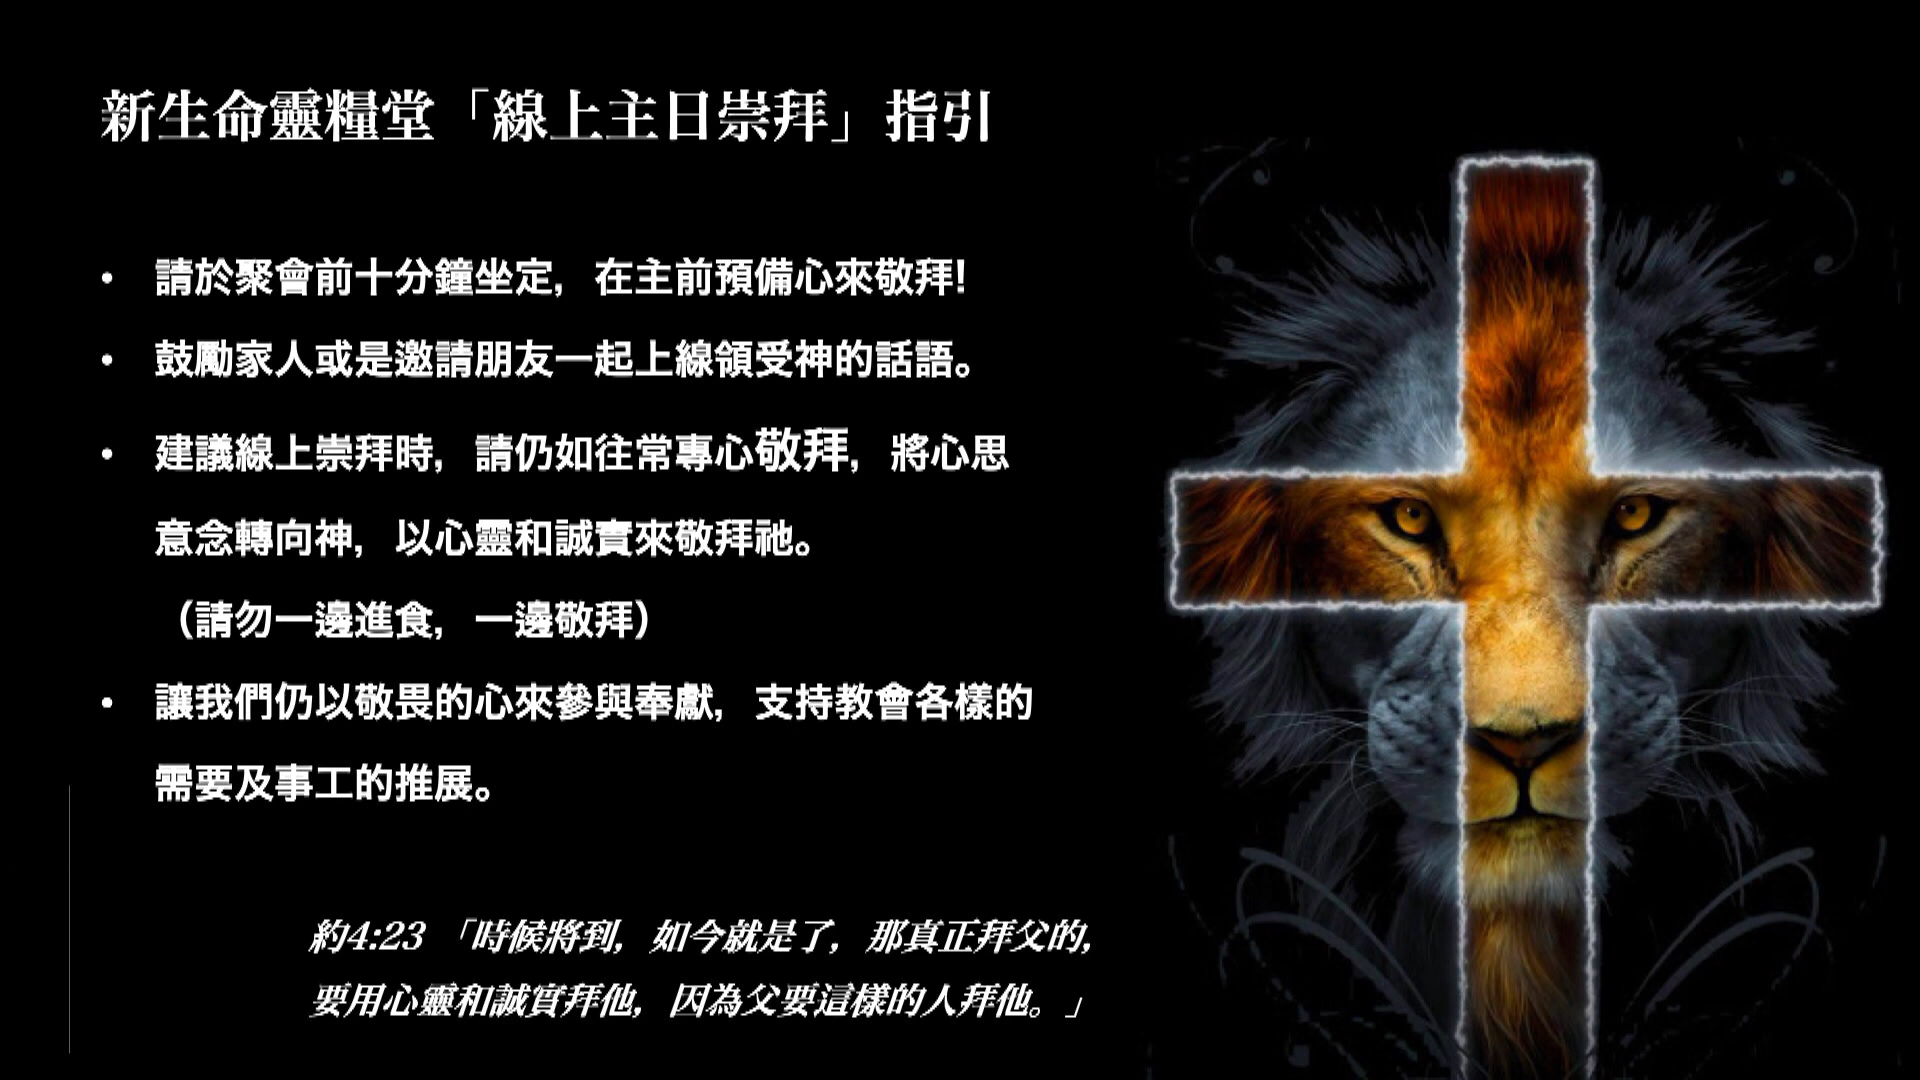 新生命靈糧堂「線上主日崇拜」指引
• 請於聚會前十分鐘坐定，在主前預備心來敬拜!
• 鼓勵家人或是邀請朋友一起上線領受神的話語。
• 建議線上崇拜時，請仍如往常專心敬拜，將心思
意念轉向神，以心靈和誠實來敬拜祂。
（請勿一邊進食，一邊敬拜）
• 讓我們仍以敬畏的心來參與奉獻，支持教會各樣的
需要及事工的推展。
約4:23 「時候將到，如今就是了，那真正拜父的，
要用心靈和誠實拜他，因為父要這樣的人拜他。」